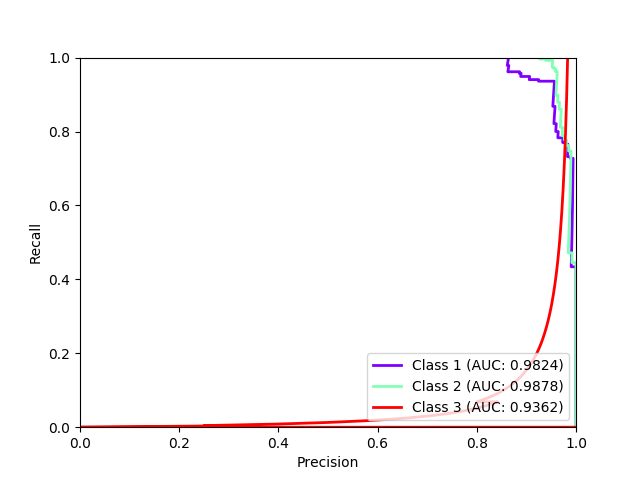 1.0
0.8
0.6
0.4
0.2
0.0
Recall
Class 1 (AUC: 0.9824)
Class 2 (AUC: 0.9878)
Class 3 (AUC: 0.9362)
0.0 0.2 0.4 0.6 0.8 1.0
Precision